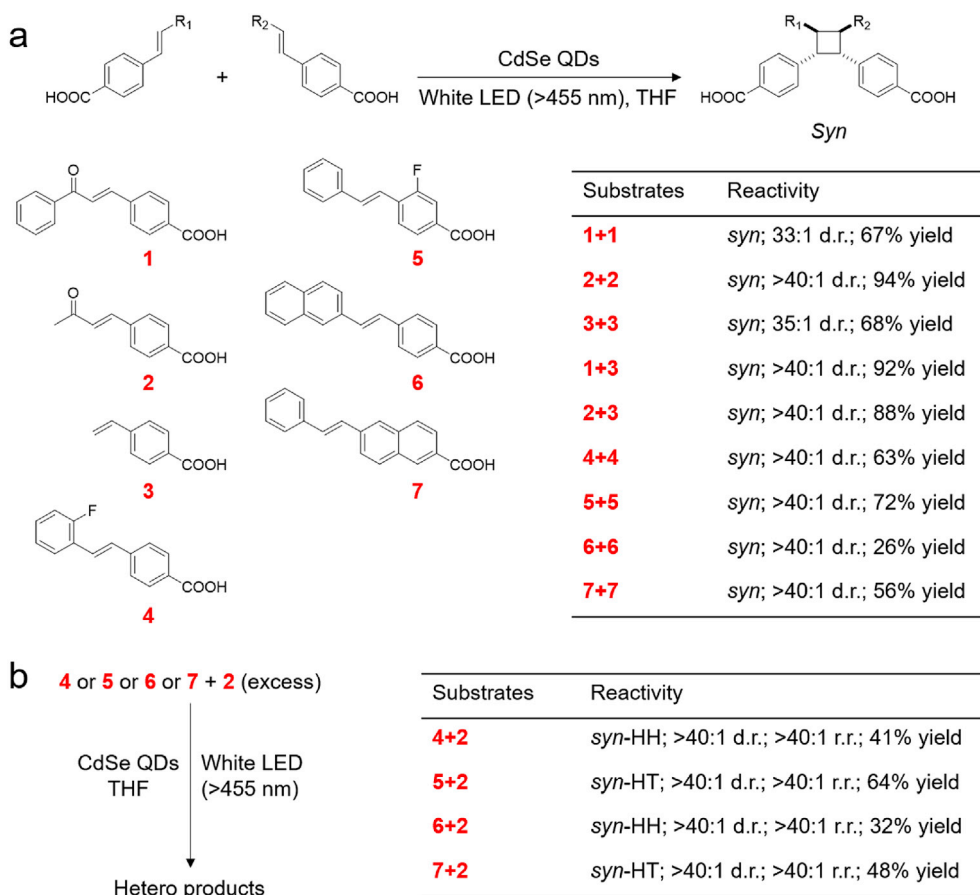 a
R1
R2
HOOC
+
COOH
CdSe QDs
White LED (>455 nm), THF
R1
R2
HOOC
COOH
Syn
O
COOH
1
F
COOH
5
O
COOH
2
COOH
6
COOH
3
COOH
7
F
COOH
4
Substrates Reactivity
1+1 syn; 33:1 d.r.; 67% yield
2+2 syn; >40:1 d.r.; 94% yield
3+3 syn; 35:1 d.r.; 68% yield
1+3 syn; >40:1 d.r.; 92% yield
2+3 syn; >40:1 d.r.; 88% yield
4+4 syn; >40:1 d.r.; 63% yield
5+5 syn; >40:1 d.r.; 72% yield
6+6 syn; >40:1 d.r.; 26% yield
7+7 syn; >40:1 d.r.; 56% yield
b
4 or 5 or 6 or 7 + 2 (excess)
CdSe QDs White LED
THF (>455 nm)
Hetero products
Substrates Reactivity
4+2 syn-HH; >40:1 d.r.; >40:1 r.r.; 41% yield
5+2 syn-HT; >40:1 d.r.; >40:1 r.r.; 64% yield
6+2 syn-HH; >40:1 d.r.; >40:1 r.r.; 32% yield
7+2 syn-HT; >40:1 d.r.; >40:1 r.r.; 48% yield